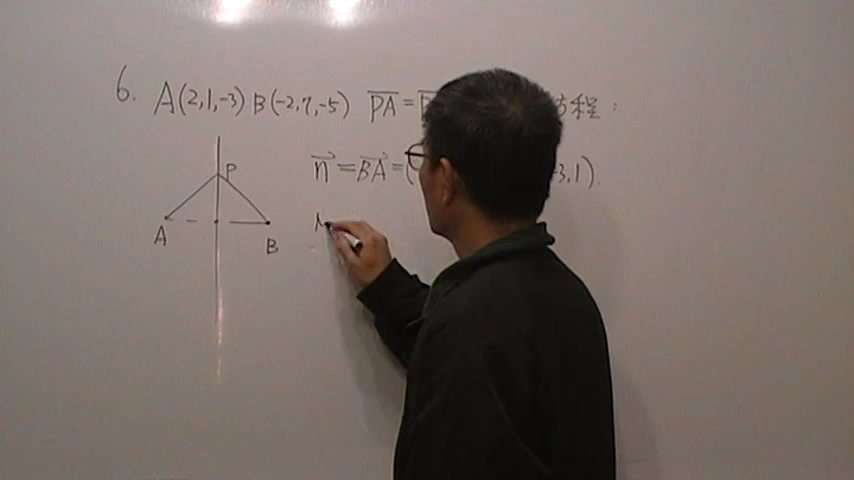 6. A(2,1,-3) B(-2,7,-5) PA = 方程:
P n = BA = ( -3,1).
A B M